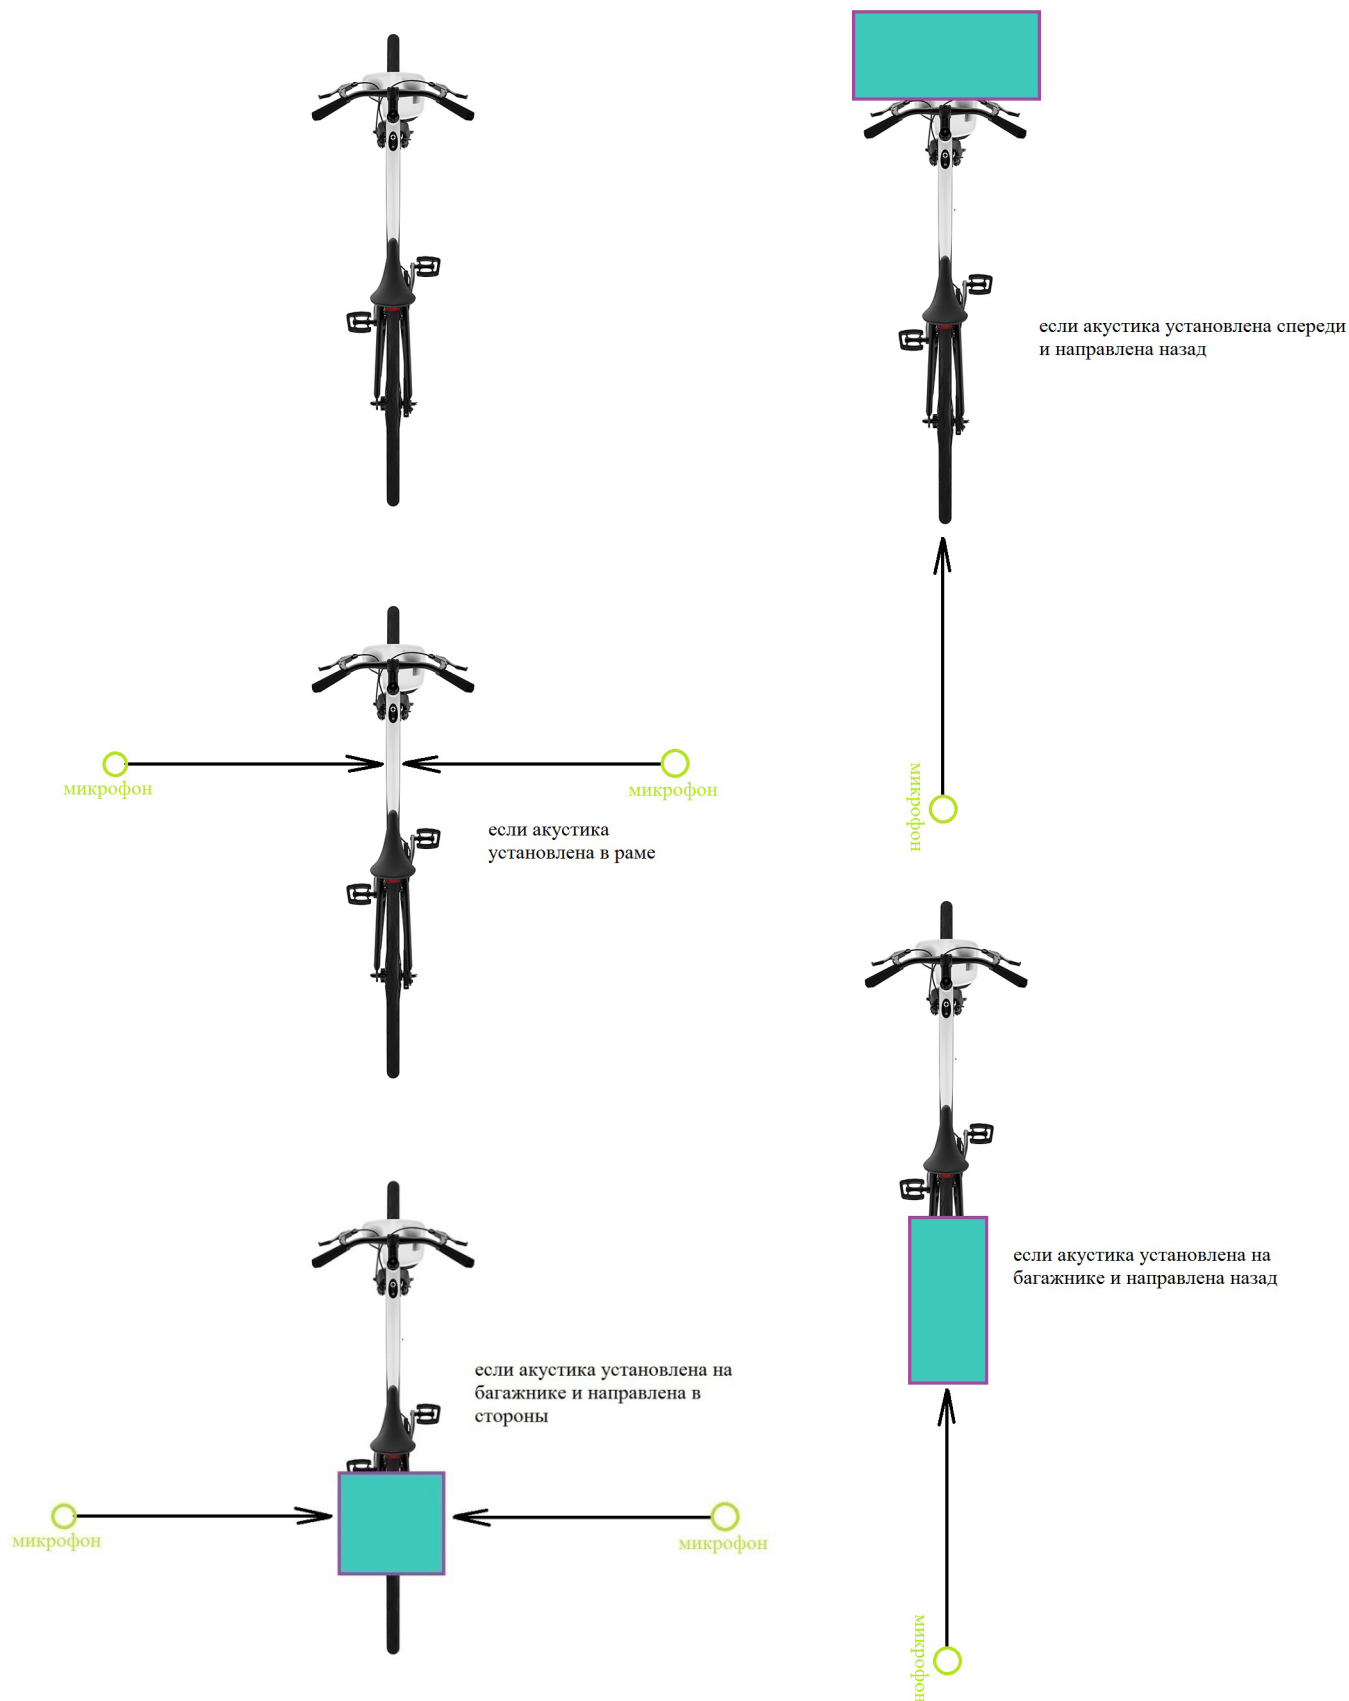 если акустика установлена спереди
и направлена назад
микрофон
микрофон
микрофон
если акустика
установлена в раме
если акустика установлена на
багажнике и направлена назад
если акустика установлена на
багажнике и направлена в
стороны
микрофон
микрофон
микрофон